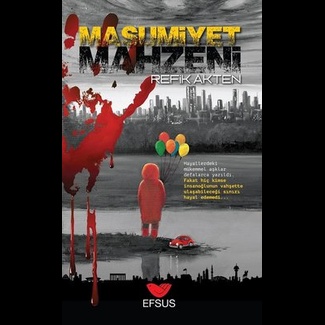 MASUMİYET
MAHZENİ
REFİK AKTEN
Hayallerdeki
mükemmel aşklar
defalarca yazıldı.
Fakat hiç kimse
insanoğlunun vahşette
ulaşabileceği sınırı
hayal edemedi...
EFSUS